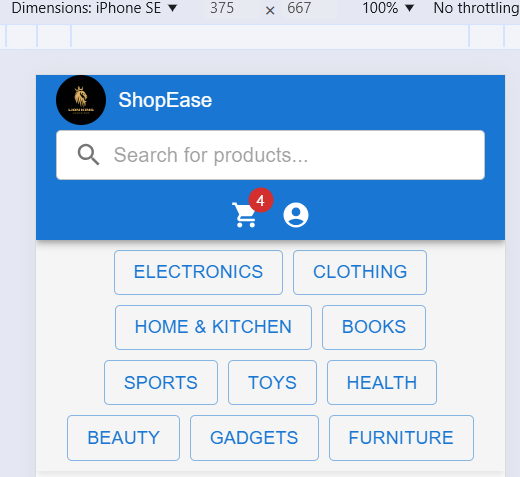 Dimensions: iPhone SE ▼ 375 × 667 100% ▼ No throttling
ShopEase
Search for products...
4
ELECTRONICS CLOTHING
HOME & KITCHEN BOOKS
SPORTS TOYS HEALTH
BEAUTY GADGETS FURNITURE